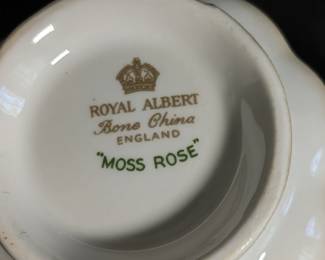 ROYAL ALBERT
Bone China
ENGLAND
"MOSS ROSE"